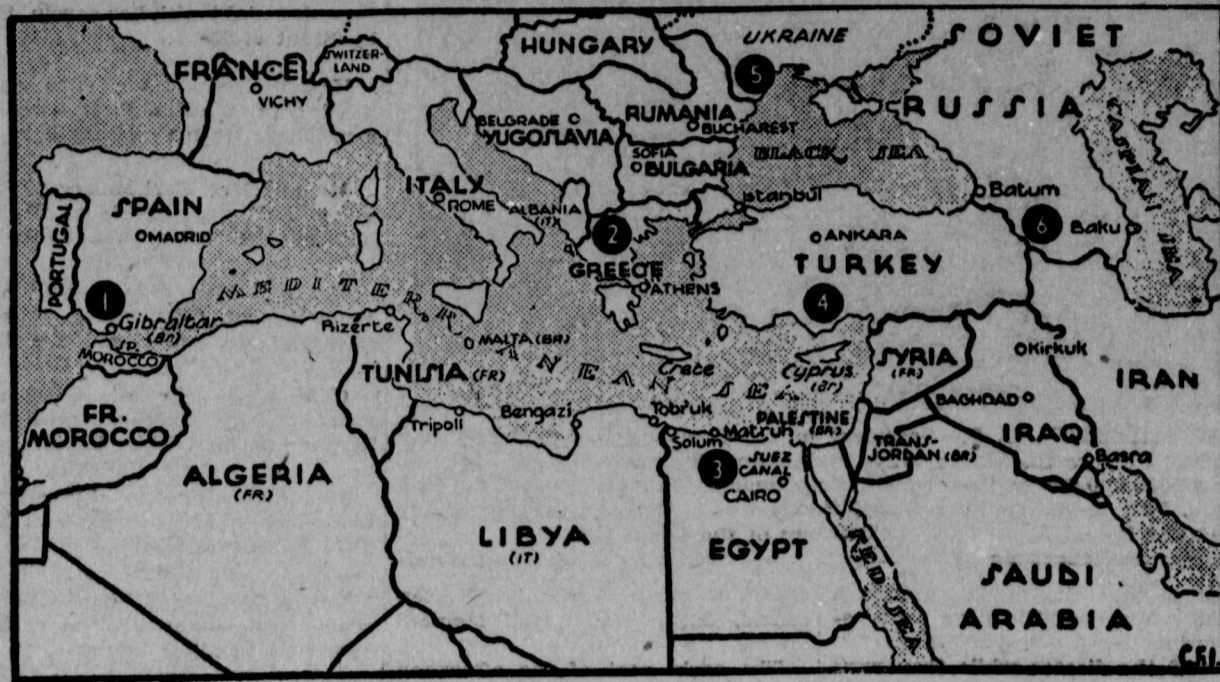 HUNGARY
UKRAINE
SOVIET
RUSSIA
SWITZER-
LAND
FRANCE
VICHY
5
RUMANIA
BUCHAREST
BELGRADE
YUGOSLAVIA
SOFIA
BULGARIA
BLACK SEA
CASPIAN
SEA
ITALY
ROME
ALBANIA
(IT)
Istanbul
Batum
6
Baku
SPAIN
MADRID
PORTUGAL
2
GREECE
ATHENS
ANKARA
TURKEY
1
Gibraltar
(Br)
SP.
MOROCCO
MEDITERRANEAN SEA
Bizerte
MALTA (BR)
4
Crete
Cyprus
(Br)
SYRIA
(FR)
Kirkuk
IRAN
TUNISIA (FR)
FR.
MOROCCO
Tripoli
Bengazi
Tobruk
Solum
Matruh
PALESTINE
(BR)
BAGHDAD
IRAQ
TRANS-
JORDAN (BR)
Basra
ALGERIA
(FR)
3
SUEZ
CANAL
CAIRO
LIBYA
(IT)
EGYPT
RED SEA
SAUDI
ARABIA